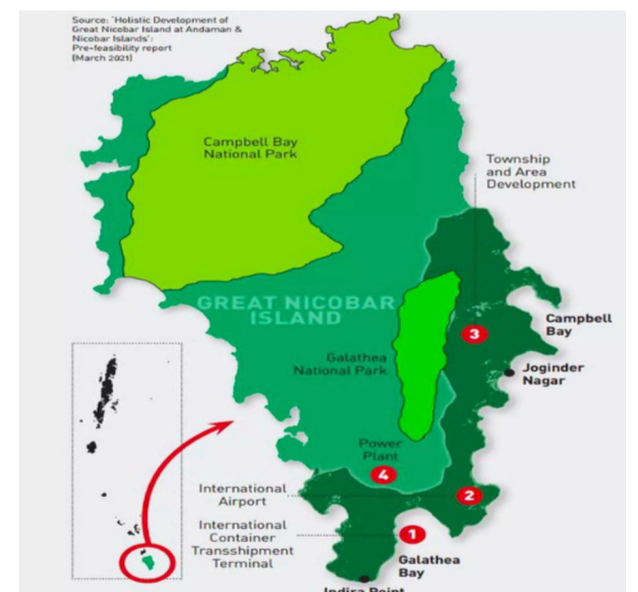 Source: 'Holistic Development of
Great Nicobar Island at Andaman &
Nicobar Islands':
Pre-feasibility report
(March 2021)
Campbell Bay
National Park
Township
and Area
Development
GREAT NICOBAR
ISLAND
Campbell
Bay
3
Galathea
National Park
Joginder
Nagar
Power
Plant
4
International
Airport
2
International
Container
Transshipment
Terminal
1
Galathea
Bay
Indira Point